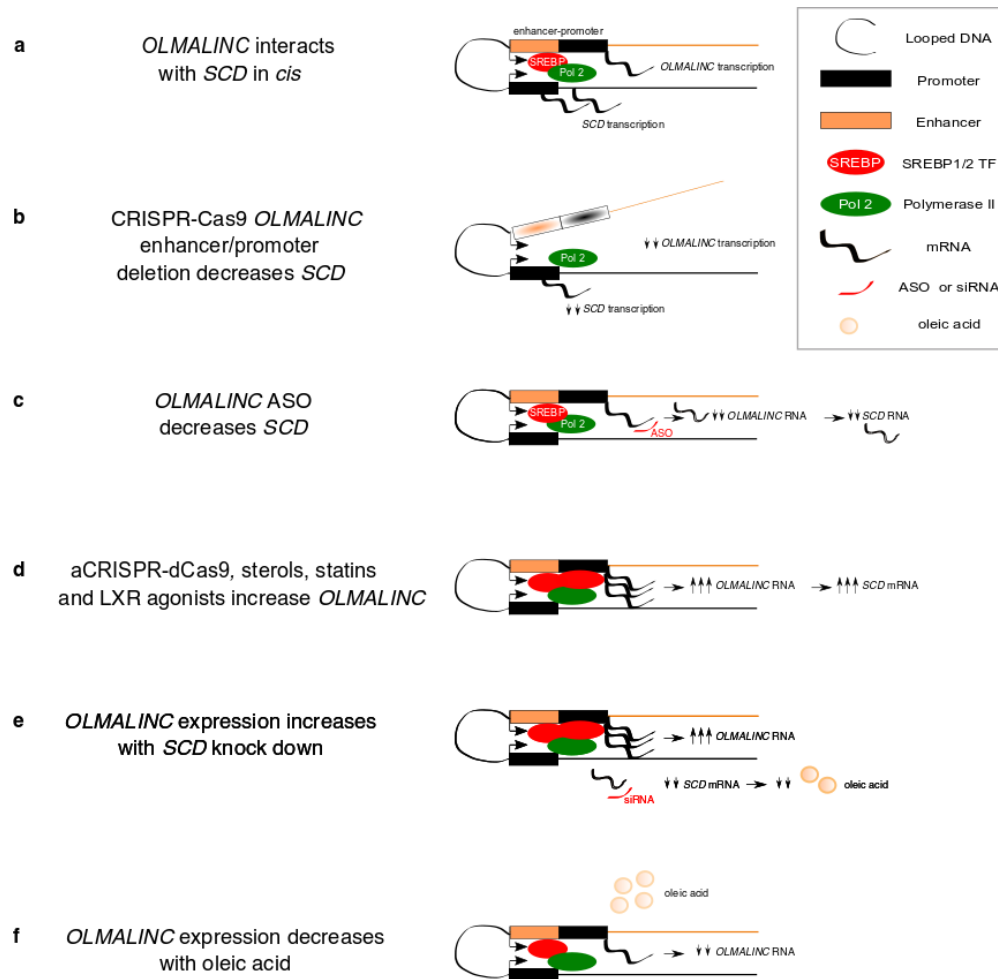 a
OLMALINC interacts
with SCD in cis
enhancer-promoter
SREBP
Pol 2
OLMALINC transcription
SCD transcription
b
CRISPR-Cas9 OLMALINC
enhancer/promoter
deletion decreases SCD
Pol 2
OLMALINC transcription
SCD transcription
c
OLMALINC ASO
decreases SCD
SREBP
Pol 2
ASO
OLMALINC RNA
SCD RNA
d
aCRISPR-dCas9, sterols, statins
and LXR agonists increase OLMALINC
OLMALINC RNA
SCD mRNA
e
OLMALINC expression increases
with SCD knock down
OLMALINC RNA
siRNA
SCD mRNA
oleic acid
f
OLMALINC expression decreases
with oleic acid
oleic acid
OLMALINC RNA
Looped DNA
Promoter
Enhancer
SREBP
SREBP1/2 TF
Pol 2
Polymerase II
mRNA
ASO or siRNA
oleic acid